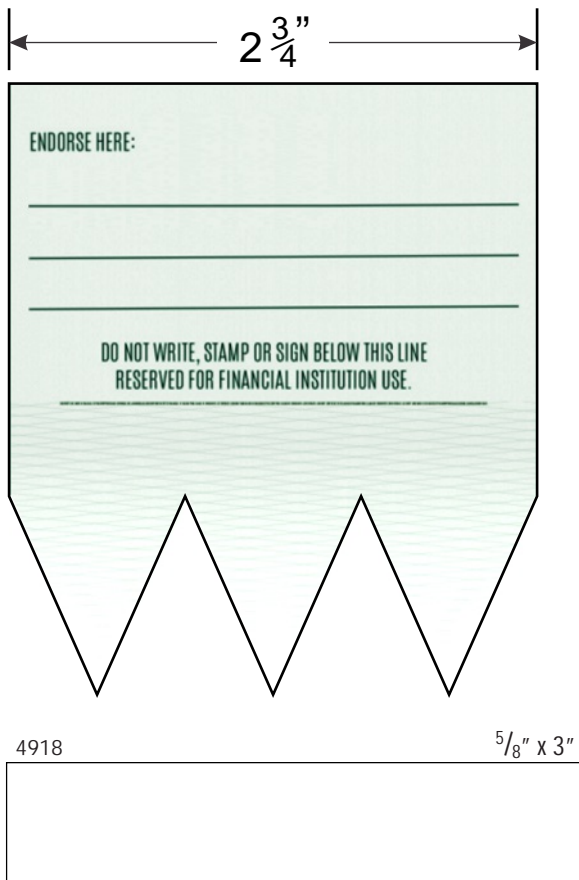 2 3/4”
ENDORSE HERE:
DO NOT WRITE, STAMP OR SIGN BELOW THIS LINE
RESERVED FOR FINANCIAL INSTITUTION USE.
4918 5/8" x 3"